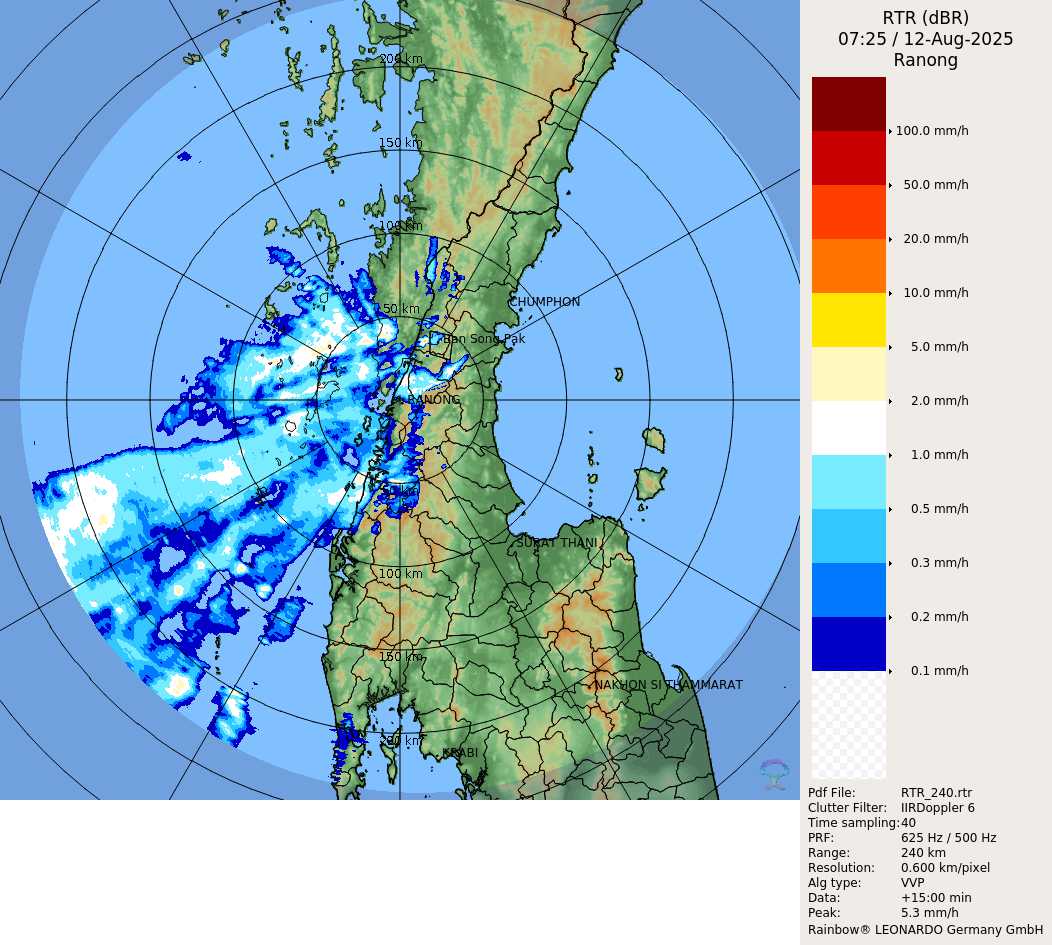 RTR (dBR)
07:25 / 12-Aug-2025
Ranong
100.0 mm/h
50.0 mm/h
20.0 mm/h
10.0 mm/h
5.0 mm/h
2.0 mm/h
1.0 mm/h
0.5 mm/h
0.3 mm/h
0.2 mm/h
0.1 mm/h
Pdf File: RTR_240.rtr
Clutter Filter: IIRDoppler 6
Time sampling: 40
PRF: 625 Hz / 500 Hz
Range: 240 km
Resolution: 0.600 km/pixel
Alg type: VVP
Data: +15:00 min
Peak: 5.3 mm/h
Rainbow® LEONARDO Germany GmbH
200 km
150 km
100 km
50 km
CHUMPHON
Ban Song Pak
RANONG
50 km
SURAT THANI
100 km
150 km
NAKHON SI THAMMARAT
200 km
KRABI